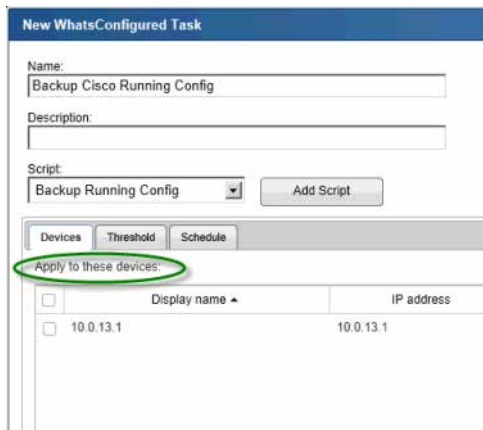 New WhatsConfigured Task
Name:
Backup Cisco Running Config
Description:
Script:
Backup Running Config
Add Script
Devices Threshold Schedule
Apply to these devices:
Display name IP address
10.0.13.1 10.0.13.1